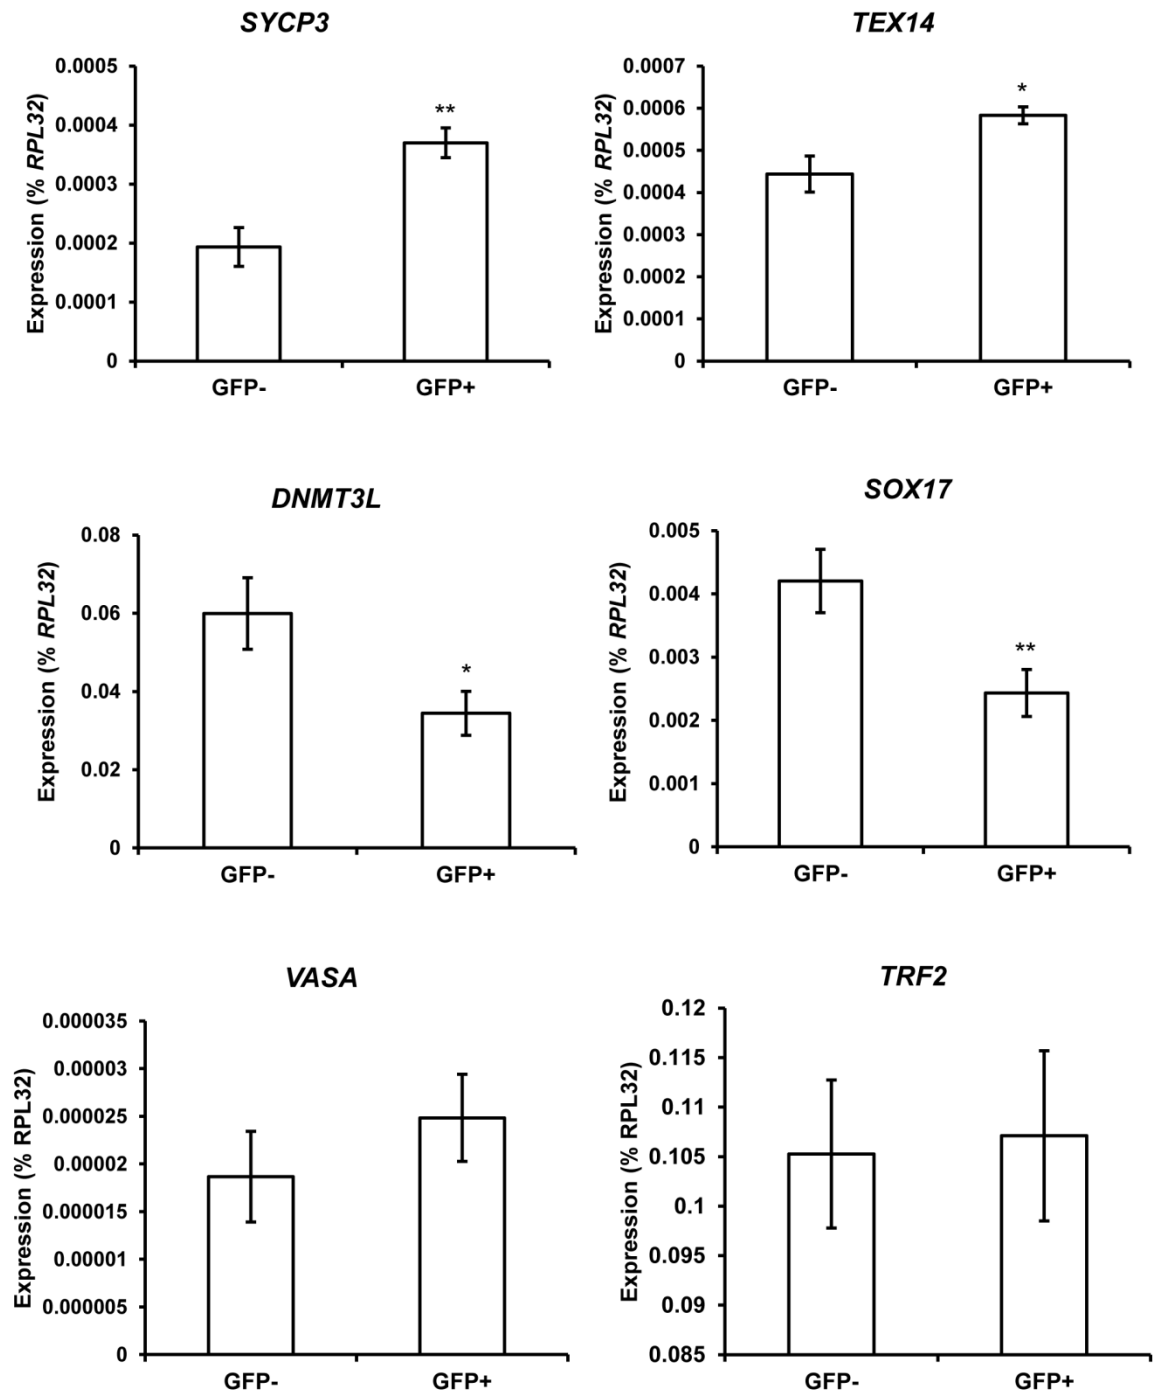 SYCP3
Expression (% RPL32)
0.0005
0.0004
0.0003
0.0002
0.0001
0
**
GFP-
GFP+
TEX14
Expression (% RPL32)
0.0007
0.0006
0.0005
0.0004
0.0003
0.0002
0.0001
0
*
GFP-
GFP+
DNMT3L
Expression (% RPL32)
0.08
0.06
0.04
0.02
0
*
GFP-
GFP+
SOX17
Expression (% RPL32)
0.005
0.004
0.003
0.002
0.001
0
**
GFP-
GFP+
VASA
Expression (% RPL32)
0.000035
0.00003
0.000025
0.00002
0.000015
0.00001
0.000005
0
GFP-
GFP+
TRF2
Expression (% RPL32)
0.12
0.115
0.11
0.105
0.1
0.095
0.09
0.085
GFP-
GFP+